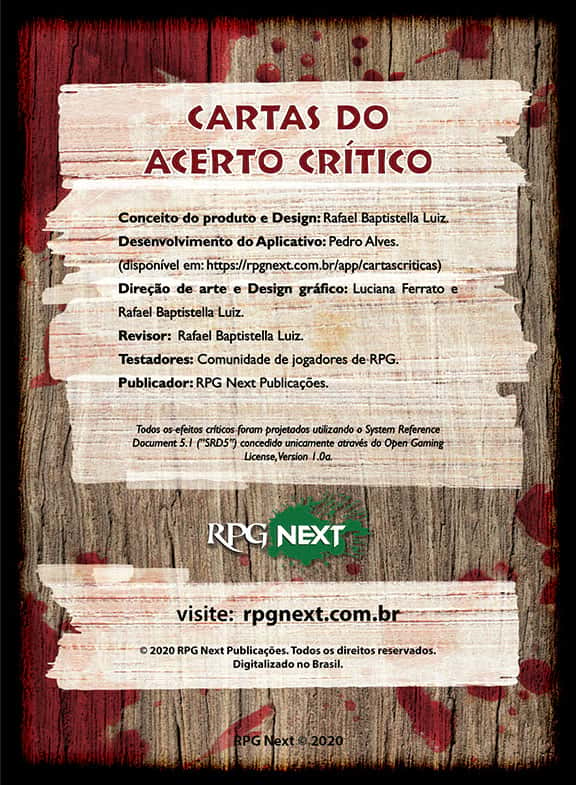 CARTAS DO
ACERTO CRÍTICO
Conceito do produto e Design: Rafael Baptistella Luiz.
Desenvolvimento do Aplicativo: Pedro Alves.
(disponível em: https://rpgnext.com.br/app/cartascriticas)
Direção de arte e Design gráfico: Luciana Ferrato e
Rafael Baptistella Luiz.
Revisor: Rafael Baptistella Luiz.
Testadores: Comunidade de jogadores de RPG.
Publicador: RPG Next Publicações.
Todos os efeitos críticos foram projetados utilizando o System Reference
Document 5.1 ("SRD5") concedido unicamente através do Open Gaming
License, Version 1.0a.
RPG NEXT
visite: rpgnext.com.br
© 2020 RPG Next Publicações. Todos os direitos reservados.
Digitalizado no Brasil.
RPG Next © 2020